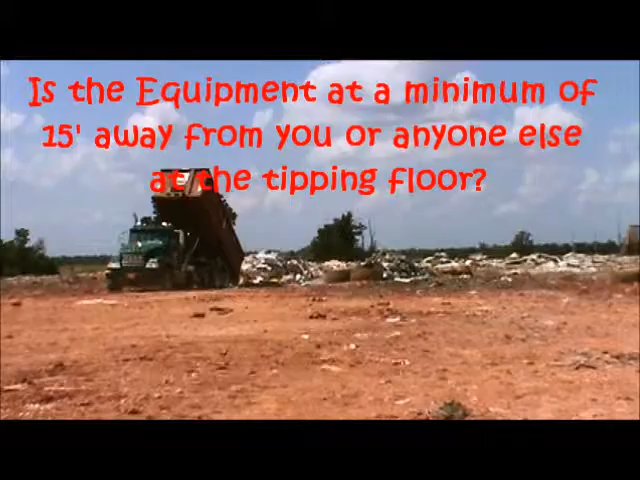 Is the Equipment at a minimum of
15' away from you or anyone else
at the tipping floor?